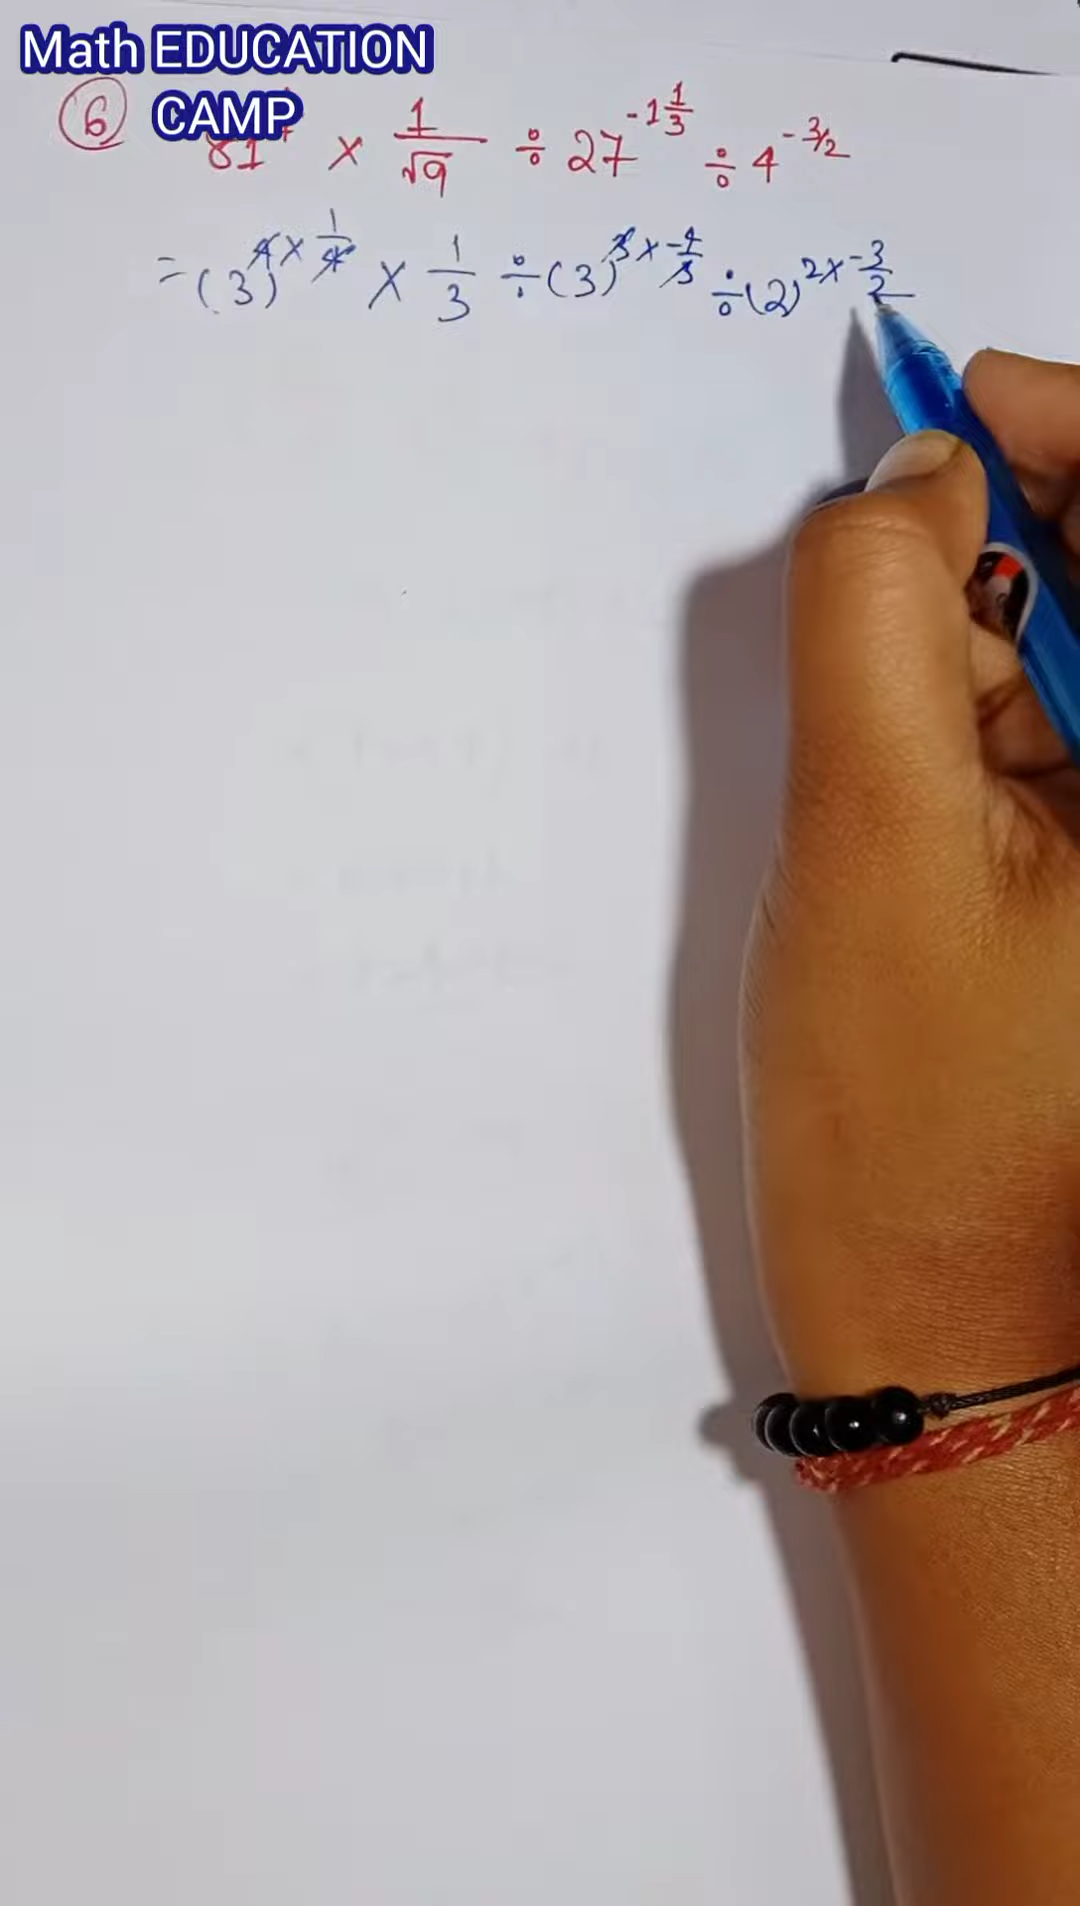 Math EDUCATION
CAMP
⑥ 81 × 1/√9 ÷ 27^(-1 1/3) ÷ 4^(-3/2)
= (3)^(4 × 1/4) × 1/3 ÷ (3)^(3 × -4/3) ÷ (2)^(2 × -3/2)